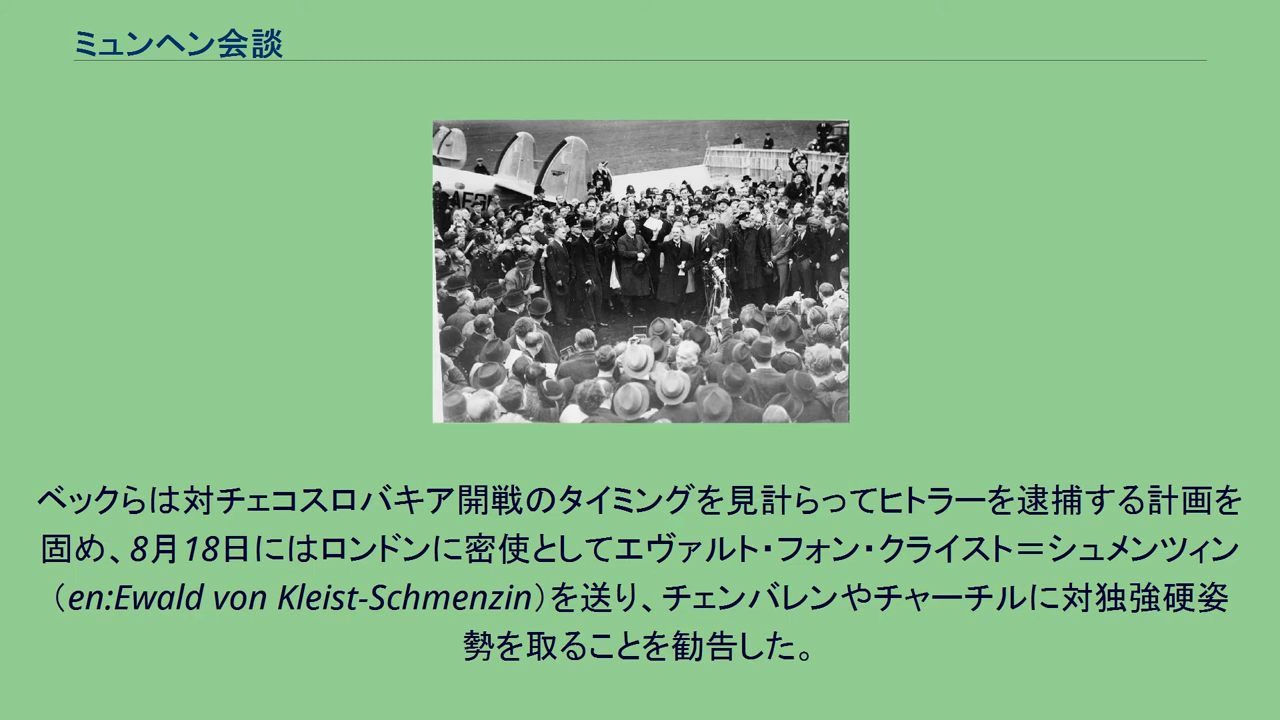 ミュンヘン会談
ベックらは対チェコスロバキア開戦のタイミングを見計らってヒトラーを逮捕する計画を
固め、8月18日にはロンドンに密使としてエヴァルト・フォン・クライスト＝シュメンツィン
（en:Ewald von Kleist-Schmenzin）を送り、チェンバレンやチャーチルに対独強硬姿
勢を取ることを勧告した。